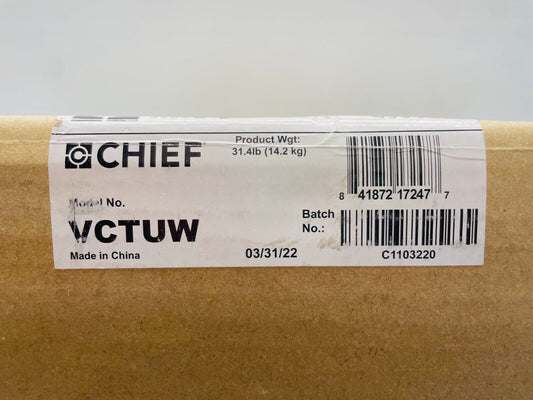 CHIEF
Product Wgt:
31.4lb (14.2 kg)
8 41872 17247 7
Model No.
VCTUW
Batch
No.:
Made in China
03/31/22
C1103220